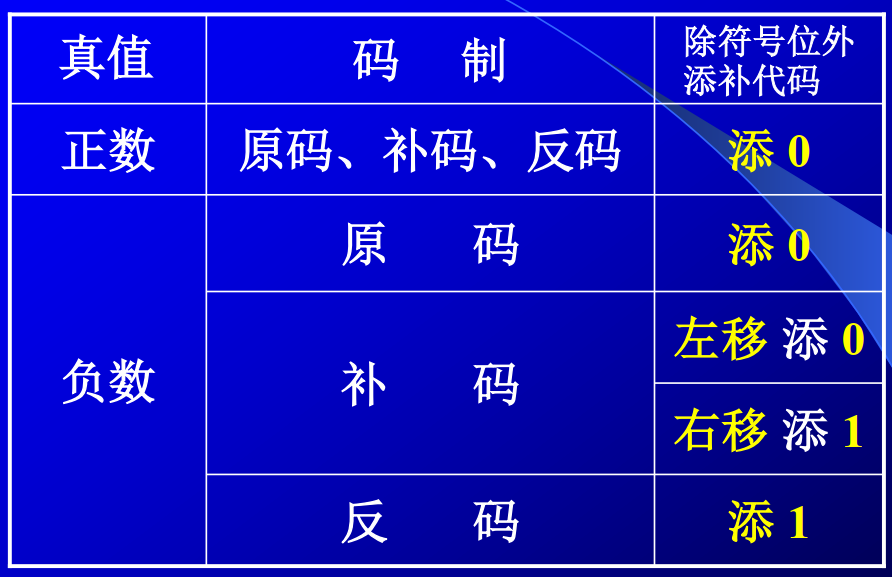 真值 码 制 除符号位外
添补代码
正数 原码、补码、反码 添 0
负数 原 码 添 0
补 码 左移 添 0
右移 添 1
反 码 添 1